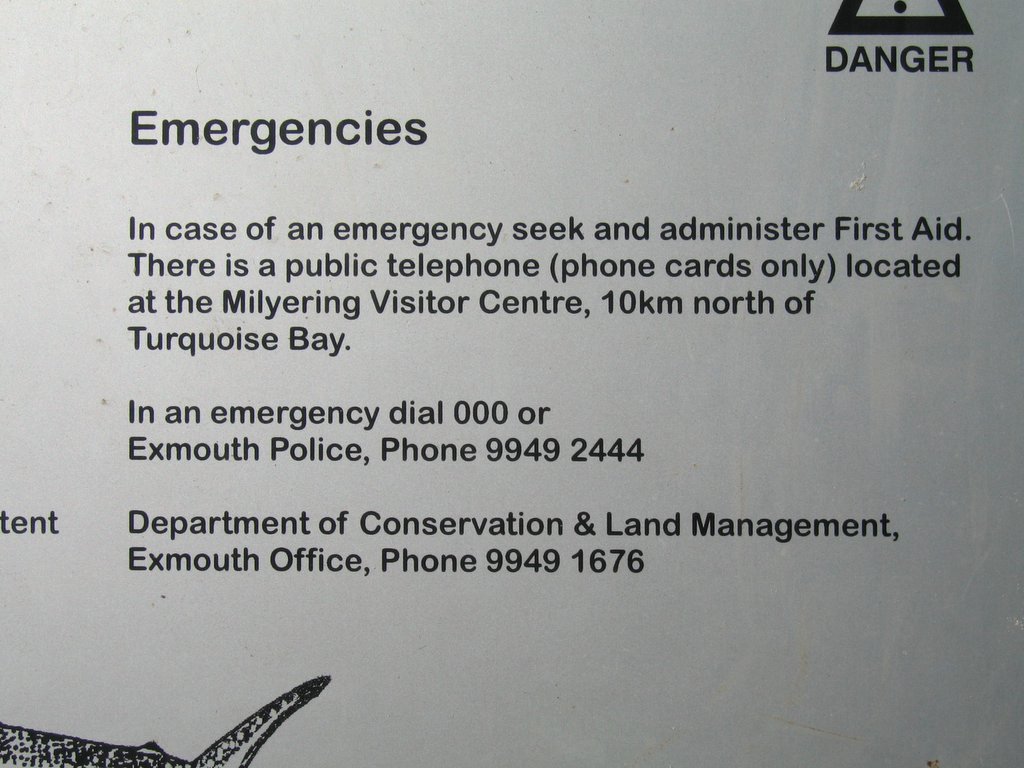 DANGER
Emergencies
In case of an emergency seek and administer First Aid.
There is a public telephone (phone cards only) located
at the Milyering Visitor Centre, 10km north of
Turquoise Bay.
In an emergency dial 000 or
Exmouth Police, Phone 9949 2444
tent
Department of Conservation & Land Management,
Exmouth Office, Phone 9949 1676